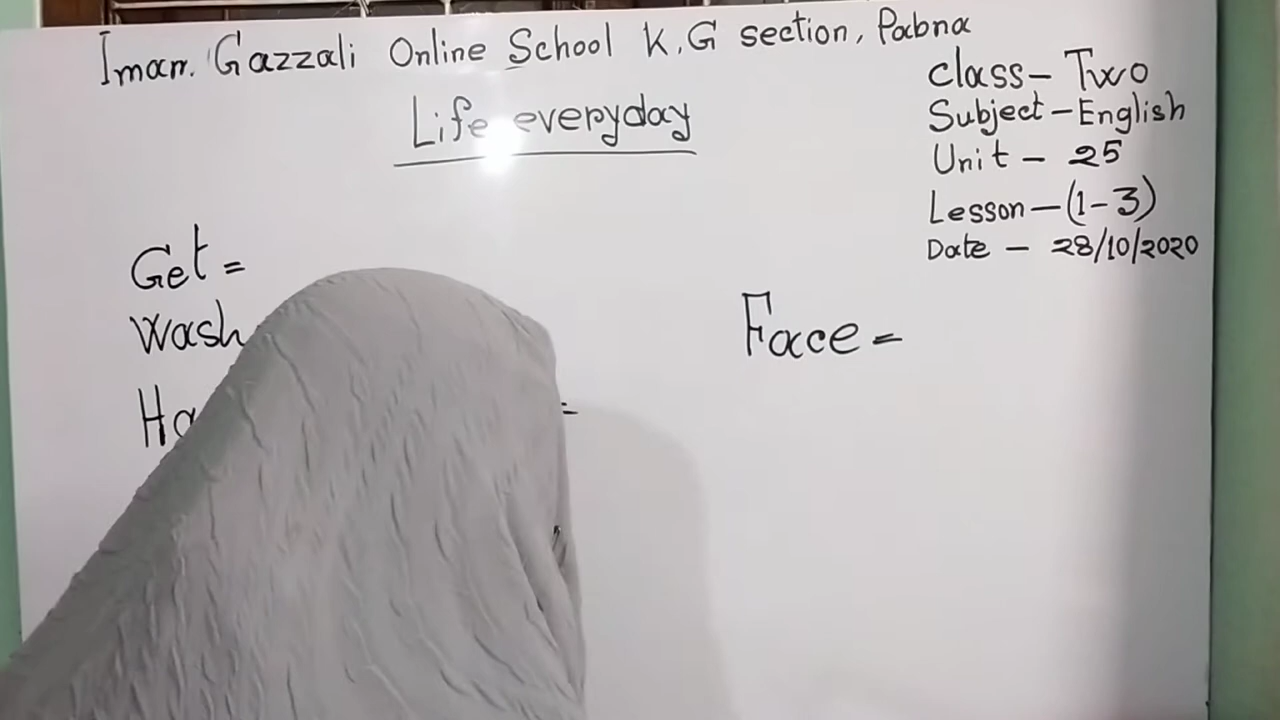 Imam Gazzali Online School K.G section, Pabna
Life everyday
Class- Two
Subject-English
Unit - 25
Lesson-(1-3)
Date - 28/10/2020
Get =
Wash
Face =